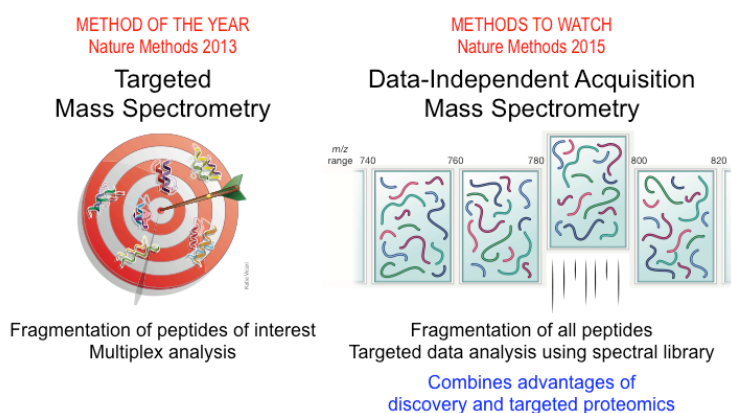 METHOD OF THE YEAR
Nature Methods 2013
Targeted
Mass Spectrometry
Katie Vicari
Fragmentation of peptides of interest
Multiplex analysis
METHODS TO WATCH
Nature Methods 2015
Data-Independent Acquisition
Mass Spectrometry
m/z
range
740
760
780
800
820
Fragmentation of all peptides
Targeted data analysis using spectral library
Combines advantages of
discovery and targeted proteomics